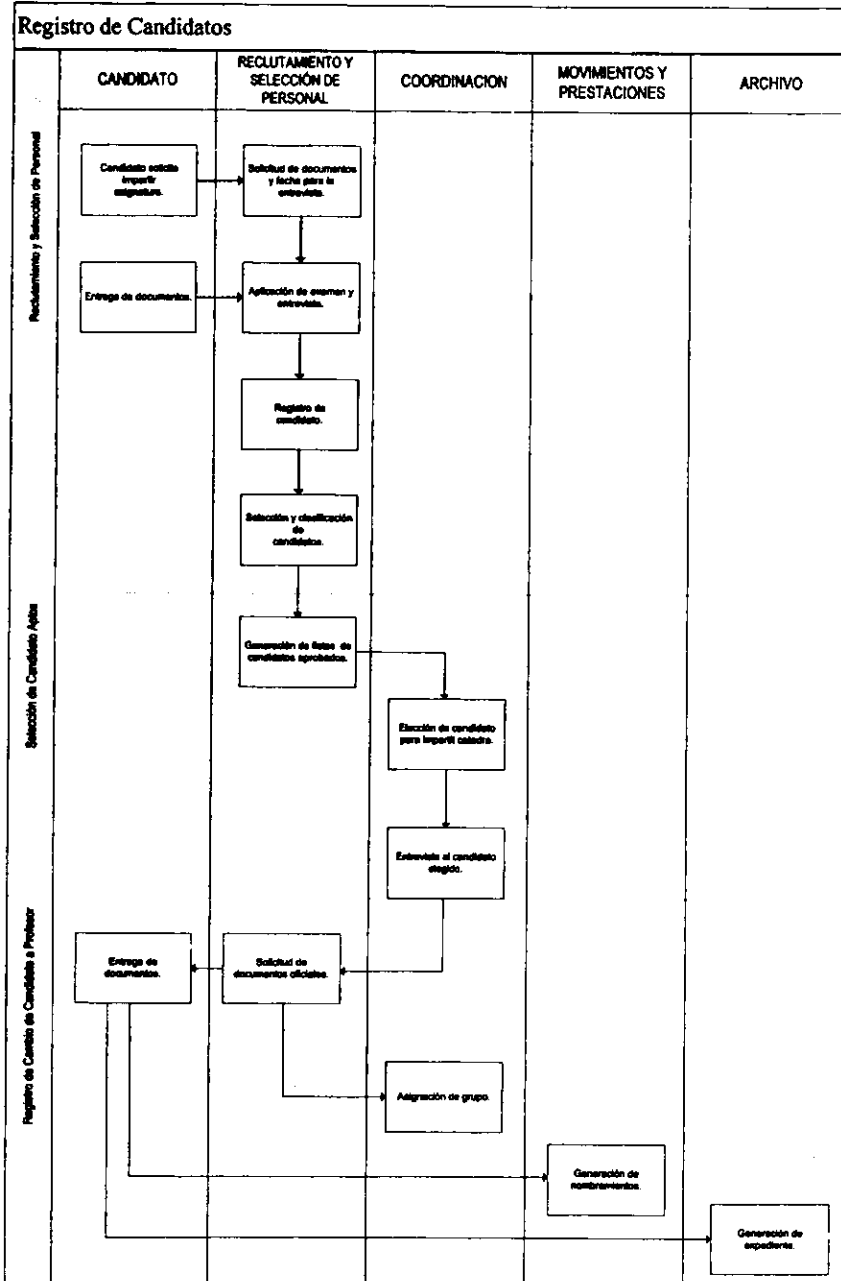 Registro de Candidatos
CANDIDATO
RECLUTAMIENTO Y
SELECCIÓN DE
PERSONAL
COORDINACION
MOVIMIENTOS Y
PRESTACIONES
ARCHIVO
Reclutamiento y Selección de Personal
Candidato solicita
impartir
asignatura.
Solicitud de documentos
y fecha para la
entrevista.
Entrega de documentos.
Aplicación de examen y
entrevista.
Registro de
candidato.
Selección y clasificación
de
candidatos.
Selección de Candidato Aptos
Generación de listas de
candidatos aprobados.
Elección de candidato
para impartir catedra.
Entrevista al candidato
elegido.
Registro de Cambio de Candidato a Profesor
Entrega de
documentos.
Solicitud de
documentos oficiales.
Asignación de grupo.
Generación de
nombramientos.
Generación de
expediente.